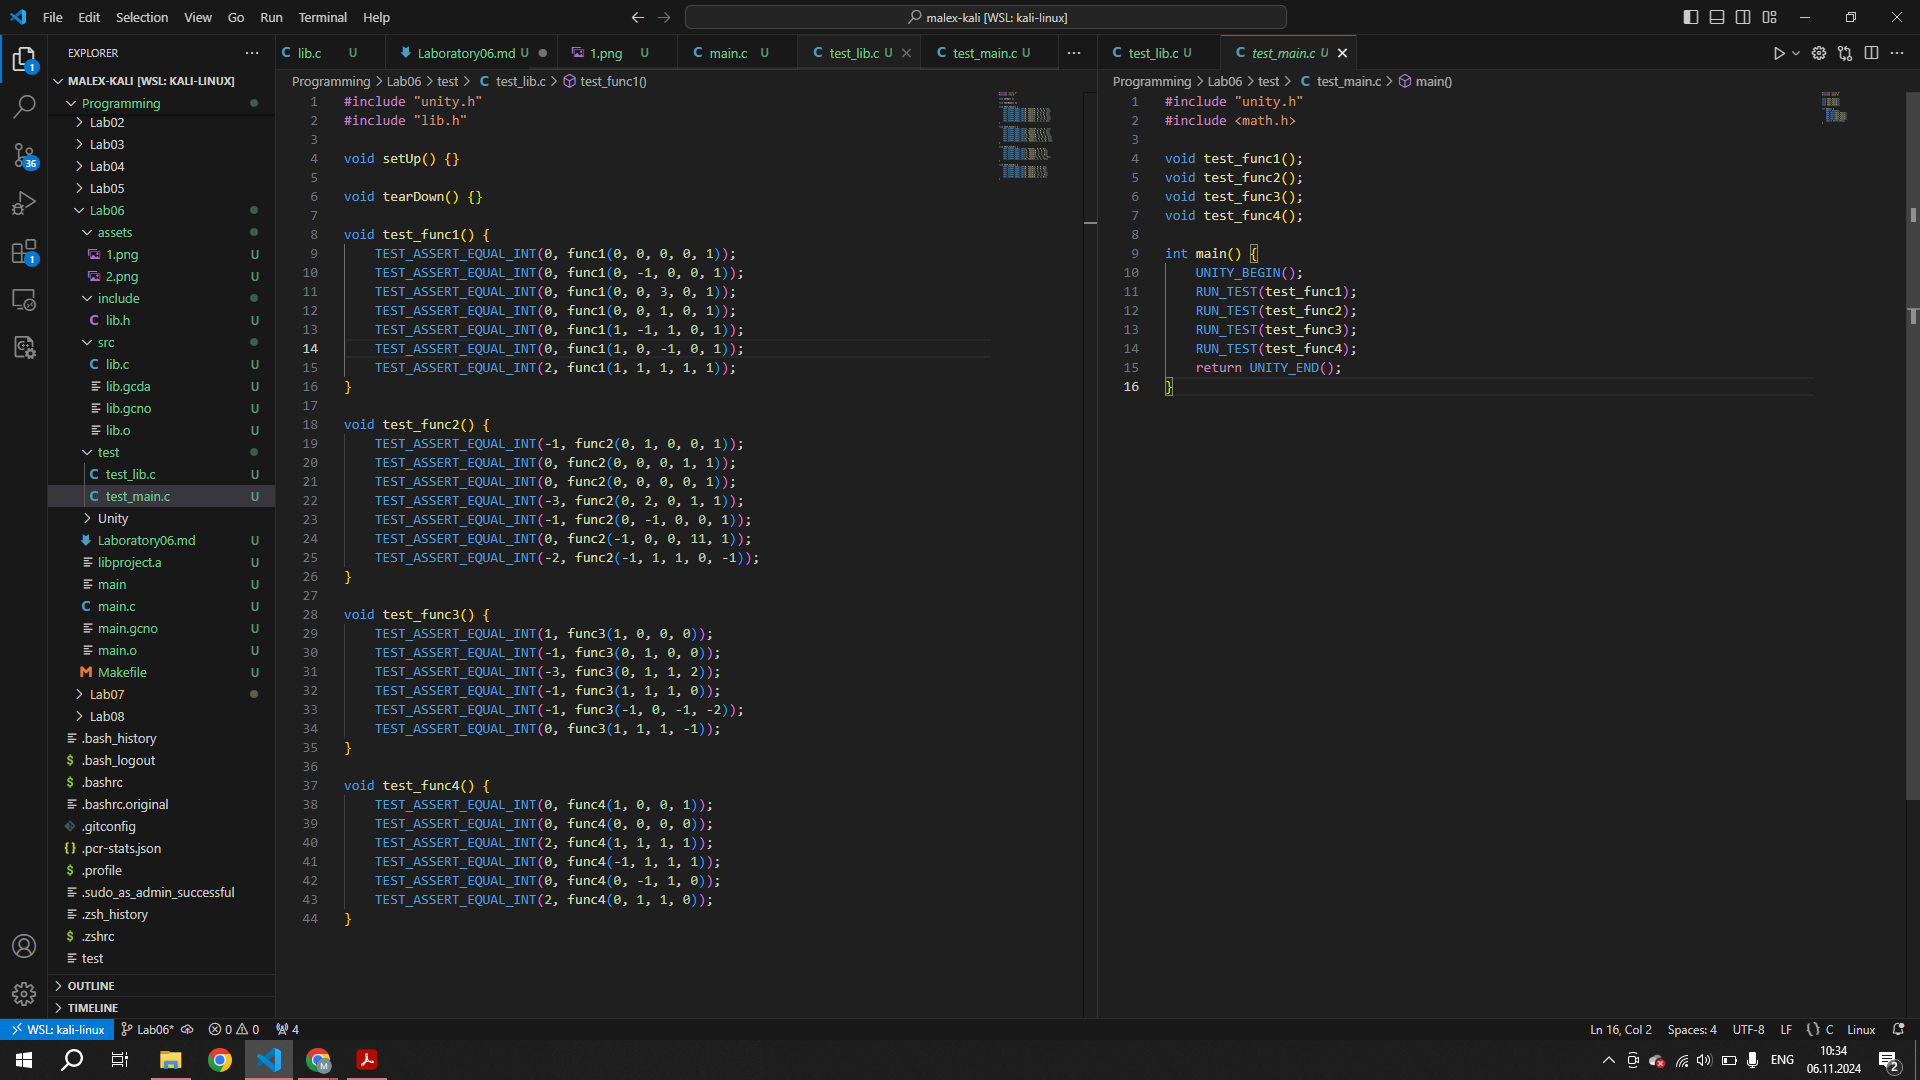 File Edit Selection View Go Run Terminal Help
malex-kali [WSL: kali-linux]
EXPLORER
MALEX-KALI [WSL: KALI-LINUX]
Programming
Lab02
Lab03
Lab04
Lab05
Lab06
assets
1.png U
2.png U
include
lib.h U
src
lib.c U
lib.gcda U
lib.gcno U
lib.o U
test
test_lib.c U
test_main.c U
Unity
Laboratory06.md U
libproject.a U
main U
main.c U
main.gcno U
main.o U
Makefile U
Lab07
Lab08
.bash_history
.bash_logout
.bashrc
.bashrc.original
.gitconfig
.pcr-stats.json
.profile
.sudo_as_admin_successful
.zsh_history
.zshrc
test
OUTLINE
TIMELINE
1
36
1
lib.c U Laboratory06.md U 1.png U main.c U test_lib.c U test_main.c U
Programming > Lab06 > test > C test_lib.c > test_func1()
1 #include "unity.h"
2 #include "lib.h"
3
4 void setUp() {}
5
6 void tearDown() {}
7
8 void test_func1() {
9 TEST_ASSERT_EQUAL_INT(0, func1(0, 0, 0, 0, 1));
10 TEST_ASSERT_EQUAL_INT(0, func1(0, -1, 0, 0, 1));
11 TEST_ASSERT_EQUAL_INT(0, func1(0, 0, 3, 0, 1));
12 TEST_ASSERT_EQUAL_INT(0, func1(0, 0, 1, 0, 1));
13 TEST_ASSERT_EQUAL_INT(0, func1(1, -1, 1, 0, 1));
14 TEST_ASSERT_EQUAL_INT(0, func1(1, 0, -1, 0, 1));
15 TEST_ASSERT_EQUAL_INT(2, func1(1, 1, 1, 1, 1));
16 }
17
18 void test_func2() {
19 TEST_ASSERT_EQUAL_INT(-1, func2(0, 1, 0, 0, 1));
20 TEST_ASSERT_EQUAL_INT(0, func2(0, 0, 0, 1, 1));
21 TEST_ASSERT_EQUAL_INT(0, func2(0, 0, 0, 0, 1));
22 TEST_ASSERT_EQUAL_INT(-3, func2(0, 2, 0, 1, 1));
23 TEST_ASSERT_EQUAL_INT(-1, func2(0, -1, 0, 0, 1));
24 TEST_ASSERT_EQUAL_INT(0, func2(-1, 0, 0, 11, 1));
25 TEST_ASSERT_EQUAL_INT(-2, func2(-1, 1, 1, 0, -1));
26 }
27
28 void test_func3() {
29 TEST_ASSERT_EQUAL_INT(1, func3(1, 0, 0, 0));
30 TEST_ASSERT_EQUAL_INT(-1, func3(0, 1, 0, 0));
31 TEST_ASSERT_EQUAL_INT(-3, func3(0, 1, 1, 2));
32 TEST_ASSERT_EQUAL_INT(-1, func3(1, 1, 1, 0));
33 TEST_ASSERT_EQUAL_INT(-1, func3(-1, 0, -1, -2));
34 TEST_ASSERT_EQUAL_INT(0, func3(1, 1, 1, -1));
35 }
36
37 void test_func4() {
38 TEST_ASSERT_EQUAL_INT(0, func4(1, 0, 0, 1));
39 TEST_ASSERT_EQUAL_INT(0, func4(0, 0, 0, 0));
40 TEST_ASSERT_EQUAL_INT(2, func4(1, 1, 1, 1));
41 TEST_ASSERT_EQUAL_INT(0, func4(-1, 1, 1, 1));
42 TEST_ASSERT_EQUAL_INT(0, func4(0, -1, 1, 0));
43 TEST_ASSERT_EQUAL_INT(2, func4(0, 1, 1, 0));
44 }
test_lib.c U test_main.c U
Programming > Lab06 > test > C test_main.c > main()
1 #include "unity.h"
2 #include <math.h>
3
4 void test_func1();
5 void test_func2();
6 void test_func3();
7 void test_func4();
8
9 int main() {
10 UNITY_BEGIN();
11 RUN_TEST(test_func1);
12 RUN_TEST(test_func2);
13 RUN_TEST(test_func3);
14 RUN_TEST(test_func4);
15 return UNITY_END();
16 }
WSL: kali-linux Lab06* 0 0 4
Ln 16, Col 2 Spaces: 4 UTF-8 LF {} C Linux
ENG
10:34
06.11.2024
2